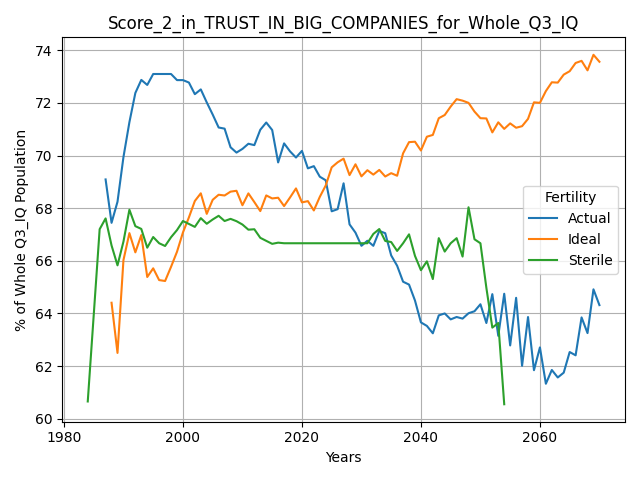 Score_2_in_TRUST_IN_BIG_COMPANIES_for_Whole_Q3_IQ
74
72
70
68
66
64
62
60
% of Whole Q3_IQ Population
Fertility
Actual
Ideal
Sterile
1980
2000
2020
2040
2060
Years